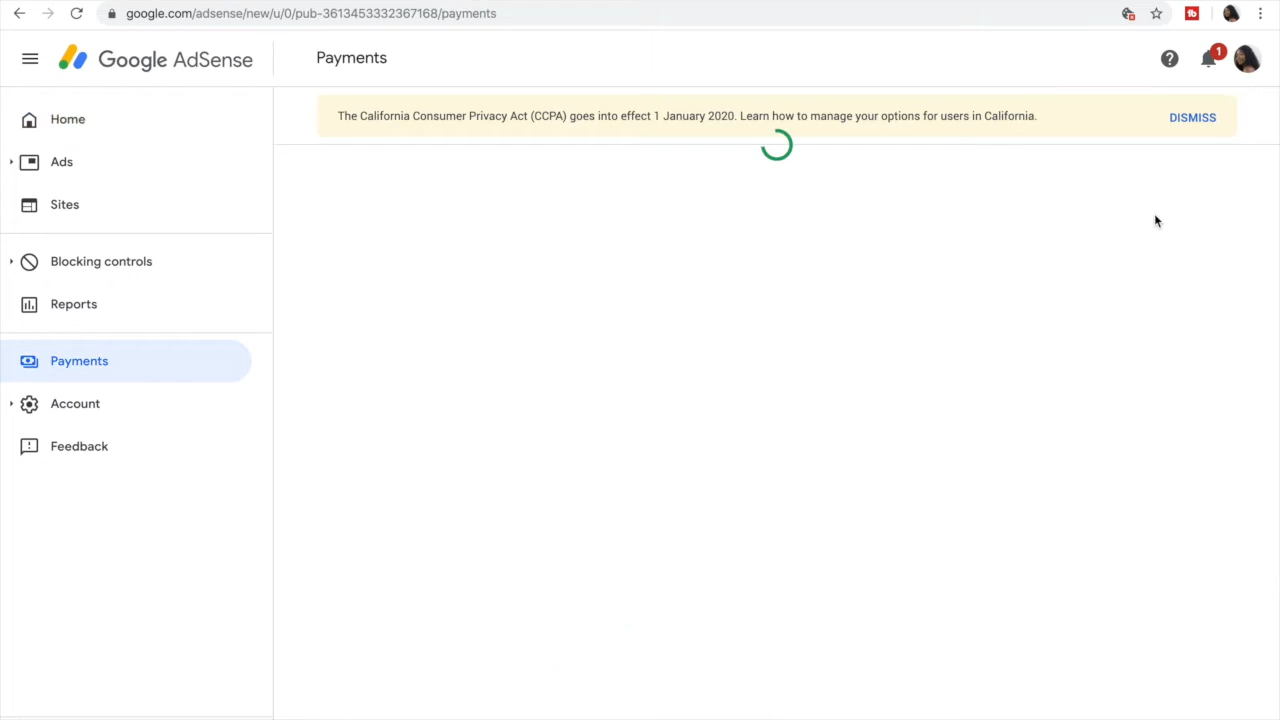 google.com/adsense/new/u/0/pub-3613453332367168/payments
Google AdSense
Payments
1
The California Consumer Privacy Act (CCPA) goes into effect 1 January 2020. Learn how to manage your options for users in California.
DISMISS
Home
Ads
Sites
Blocking controls
Reports
Payments
Account
Feedback